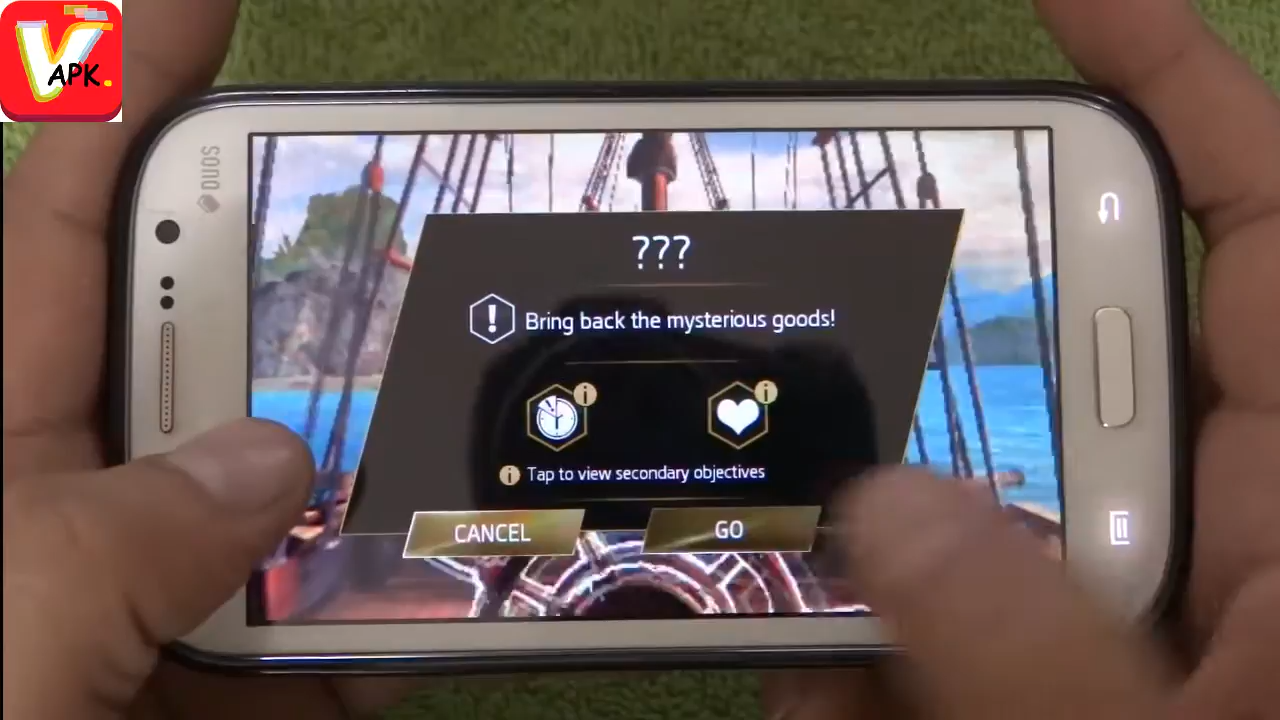 V
APK.
DUOS
???
! Bring back the mysterious goods!
i
i
i Tap to view secondary objectives
CANCEL
GO